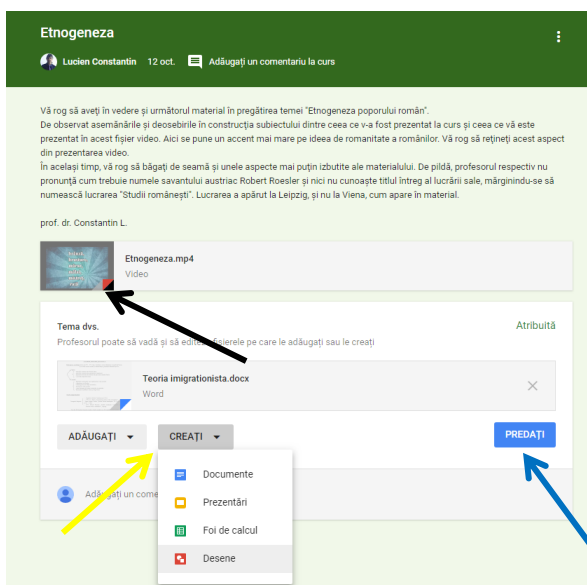 Etnogeneza
Lucien Constantin 12 oct. Adăugați un comentariu la curs
Vă rog să aveți în vedere și următorul material în pregătirea temei "Etnogeneza poporului român".
De observat asemănările și deosebirile în construcția subiectului dintre ceea ce v-a fost prezentat la curs și ceea ce vă este
prezentat în acest fișier video. Aici se pune un accent mai mare pe ideea de romanitate a românilor. Vă rog să rețineți acest aspect
din prezentarea video.
În același timp, vă rog să băgați de seamă și unele aspecte mai puțin izbutite ale materialului. De pildă, profesorul respectiv nu
pronunță cum trebuie numele savantului austriac Robert Roesler și nici nu cunoaște titlul întreg al lucrării sale, mărginindu-se să
numească lucrarea "Studii românești". Lucrarea a apărut la Leipzig, și nu la Viena, cum apare în material.
prof. dr. Constantin L.
Etnogeneza.mp4
Video
Tema dvs.
Atribuită
Profesorul poate să vadă și să editeze fișierele pe care le adăugați sau le creați
Teoria imigrationista.docx
Word
ADĂUGAȚI CREAȚI PREDAȚI
Documente
Adăugați un come
Prezentări
Foi de calcul
Desene